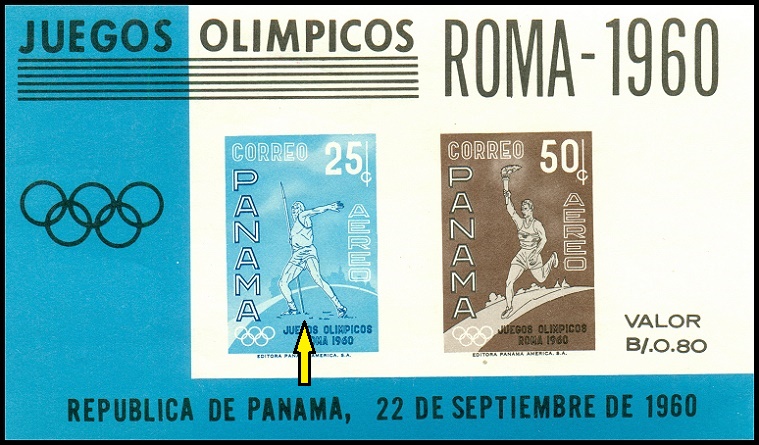 JUEGOS OLIMPICOS
ROMA-1960
CORREO 25¢
PANAMA
AEREO
JUEGOS OLIMPICOS
ROMA 1960
EDITORA PANAMA AMERICA, S.A.
CORREO 50¢
PANAMA
AEREO
JUEGOS OLIMPICOS
ROMA 1960
EDITORA PANAMA AMERICA, S.A.
VALOR
B/.0.80
REPUBLICA DE PANAMA, 22 DE SEPTIEMBRE DE 1960